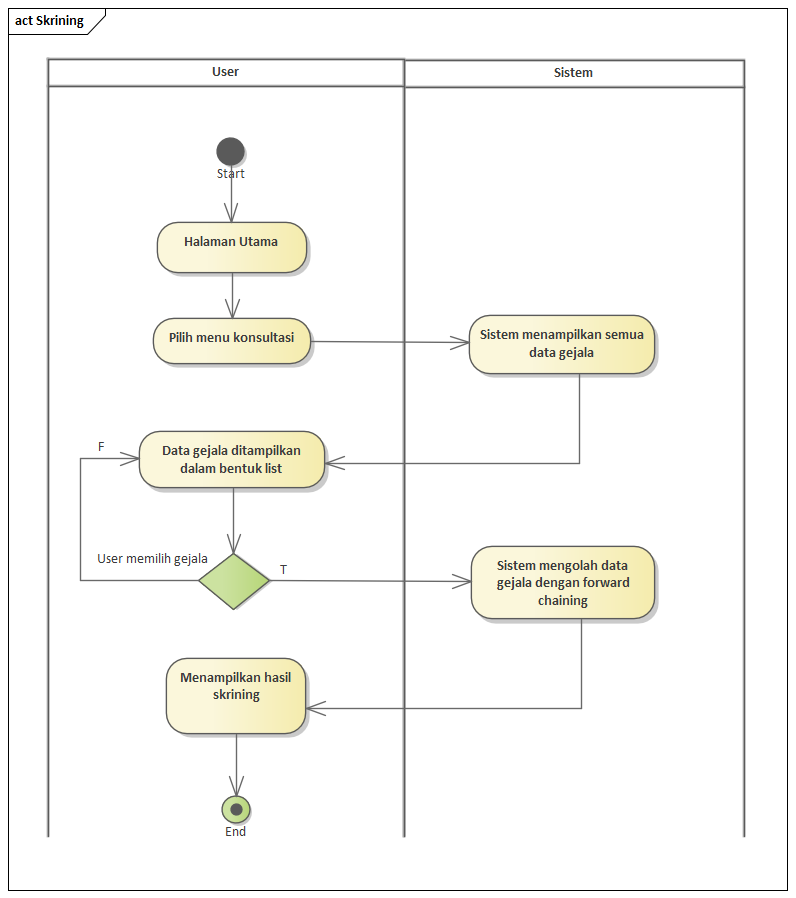 act Skrining
User
Sistem
Start
Halaman Utama
Pilih menu konsultasi
Sistem menampilkan semua
data gejala
F
Data gejala ditampilkan
dalam bentuk list
User memilih gejala
T
Sistem mengolah data
gejala dengan forward
chaining
Menampilkan hasil
skrining
End